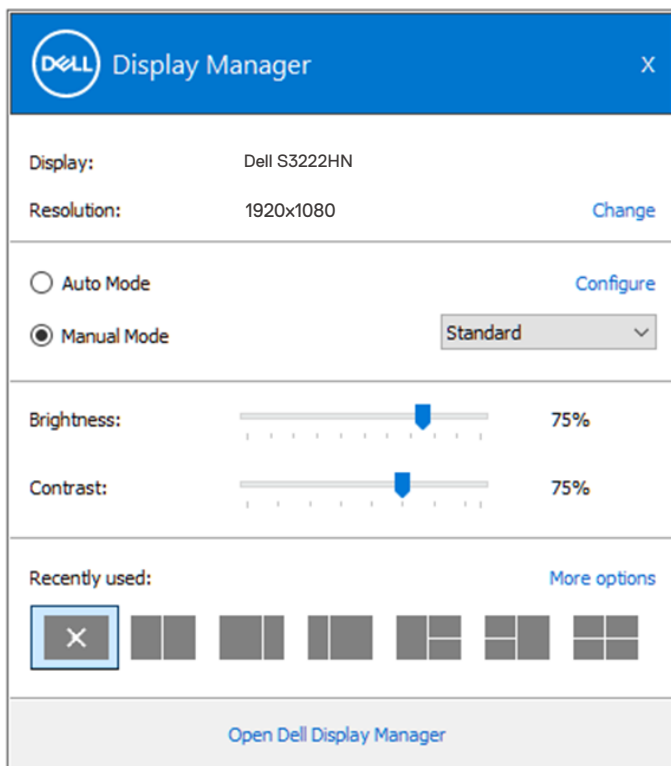 DELL Display Manager X
Display: Dell S3222HN
Resolution: 1920x1080 Change
Auto Mode Configure
Manual Mode Standard
Brightness: 75%
Contrast: 75%
Recently used: More options
Open Dell Display Manager